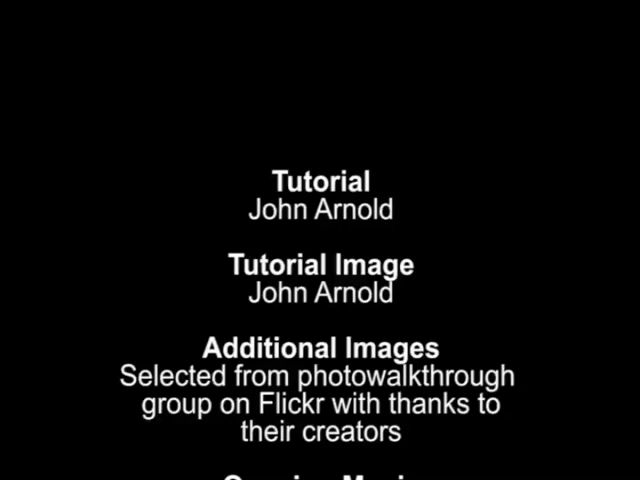 Tutorial
John Arnold
Tutorial Image
John Arnold
Additional Images
Selected from photowalkthrough
group on Flickr with thanks to
their creators